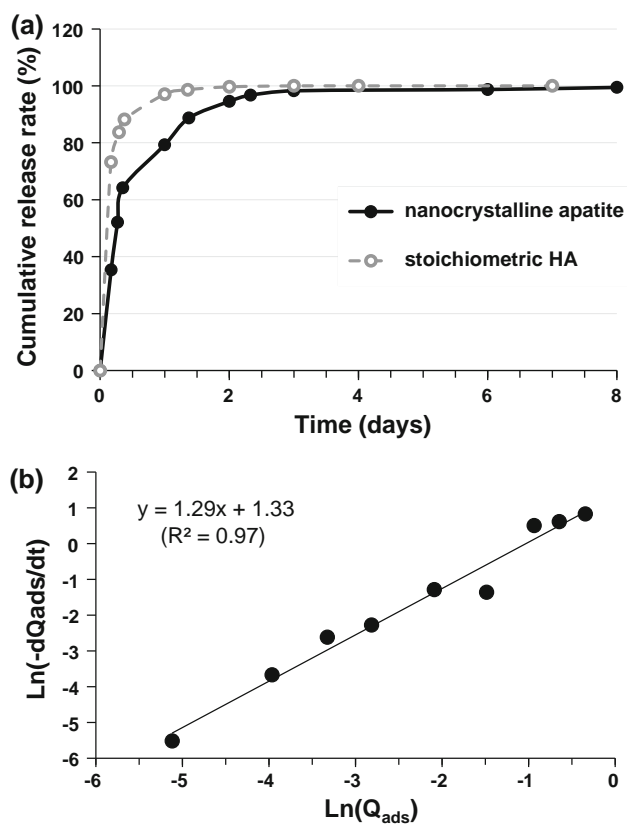 (a)
Cumulative release rate (%)
120
100
80
60
40
20
0
nanocrystalline apatite
stoichiometric HA
0 2 4 6 8
Time (days)
(b)
Ln(-dQads/dt)
2
1
0
-1
-2
-3
-4
-5
-6
y = 1.29x + 1.33
(R² = 0.97)
-6 -5 -4 -3 -2 -1 0
Ln(Qads)